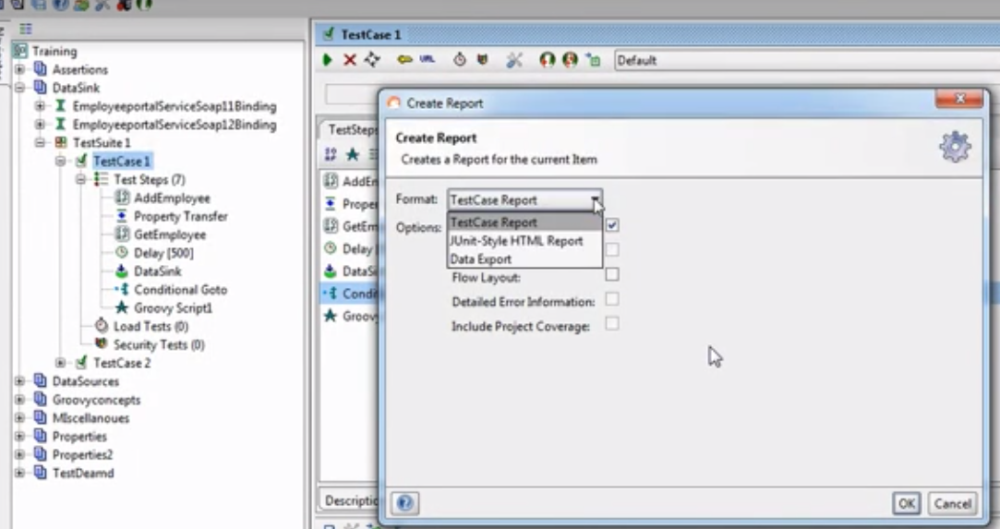 Training
Assertions
DataSink
EmployeeportalServiceSoap11Binding
EmployeeportalServiceSoap12Binding
TestSuite 1
TestCase 1
Test Steps (7)
AddEmployee
Property Transfer
GetEmployee
Delay [500]
DataSink
Conditional Goto
Groovy Script1
Load Tests (0)
Security Tests (0)
TestCase 2
DataSources
Groovyconcepts
MIscellanoues
Properties
Properties2
TestDeamd
TestCase 1
URL
Default
TestSteps
AddEm
Proper
GetEm
Delay [
DataSi
Condi
Groov
Descriptio
Create Report
Create Report
Creates a Report for the current Item
Format: TestCase Report
Options: TestCase Report
JUnit-Style HTML Report
Data Export
Flow Layout:
Detailed Error Information:
Include Project Coverage:
OK Cancel